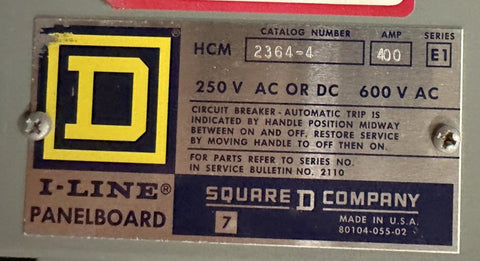 CATALOG NUMBER AMP SERIES
HCM 2364-4 400 E1
250 V AC OR DC 600 V AC
CIRCUIT BREAKER-AUTOMATIC TRIP IS
INDICATED BY HANDLE POSITION MIDWAY
BETWEEN ON AND OFF. RESTORE SERVICE
BY MOVING HANDLE TO OFF THEN ON.
FOR PARTS REFER TO SERIES NO.
IN SERVICE BULLETIN NO. 2110
D
I-LINE®
PANELBOARD
SQUARE D COMPANY
7
MADE IN U.S.A.
80104-055-02